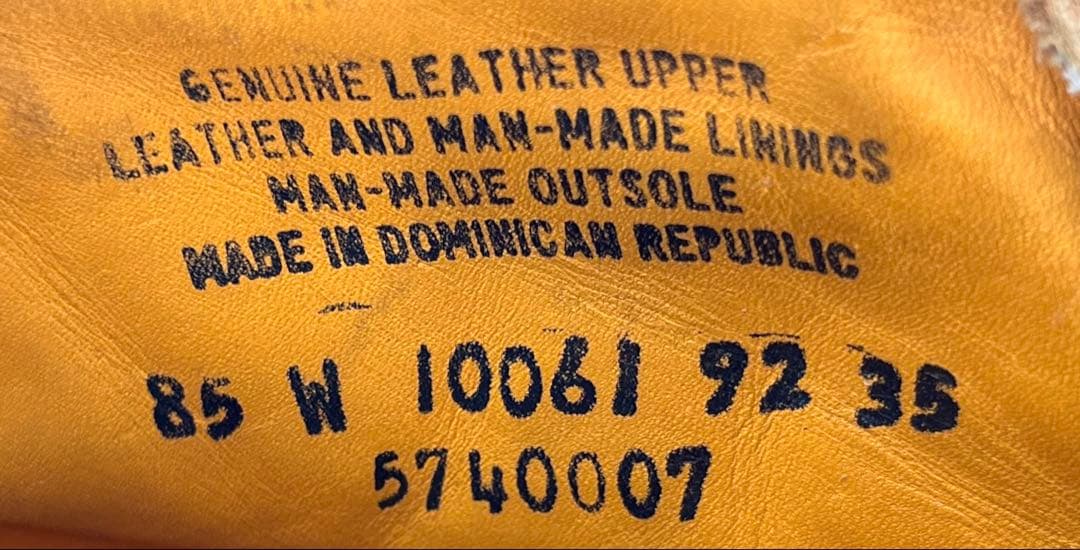 GENUINE LEATHER UPPER
LEATHER AND MAN-MADE LININGS
MAN-MADE OUTSOLE
MADE IN DOMINICAN REPUBLIC
85 W 10061 92 35
5740007